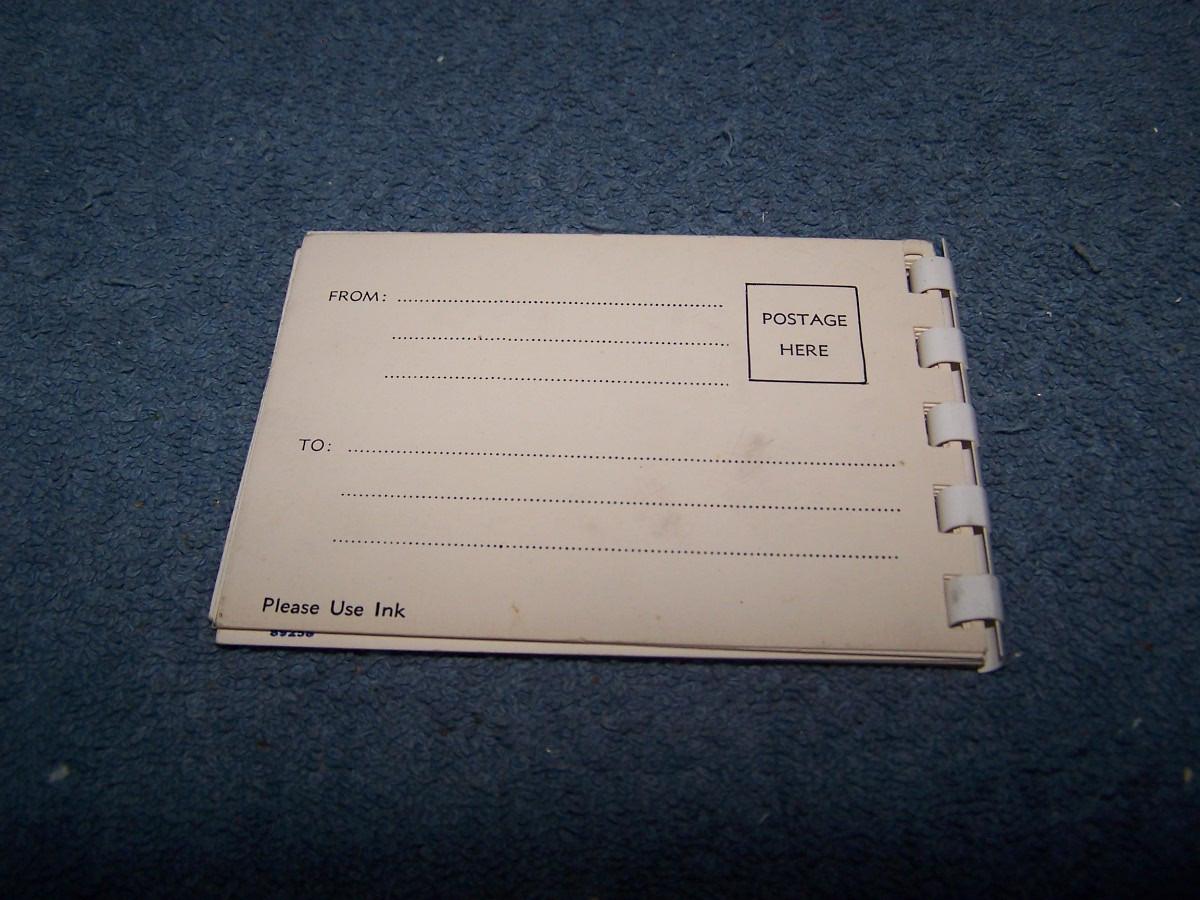 FROM:
POSTAGE
HERE
TO:
Please Use Ink